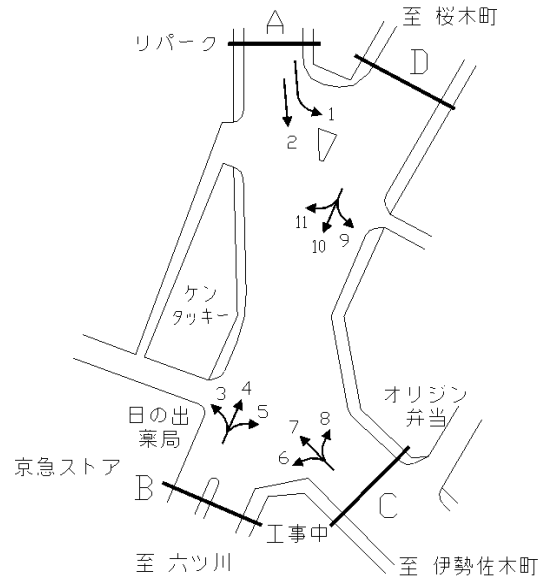 A
至 桜木町
リパーク
D
1
2
11
10
9
ケン
タッキー
オリジン
弁当
3
4
5
日の出
薬局
7
8
6
京急ストア
B
C
工事中
至 六ツ川
至 伊勢佐木町